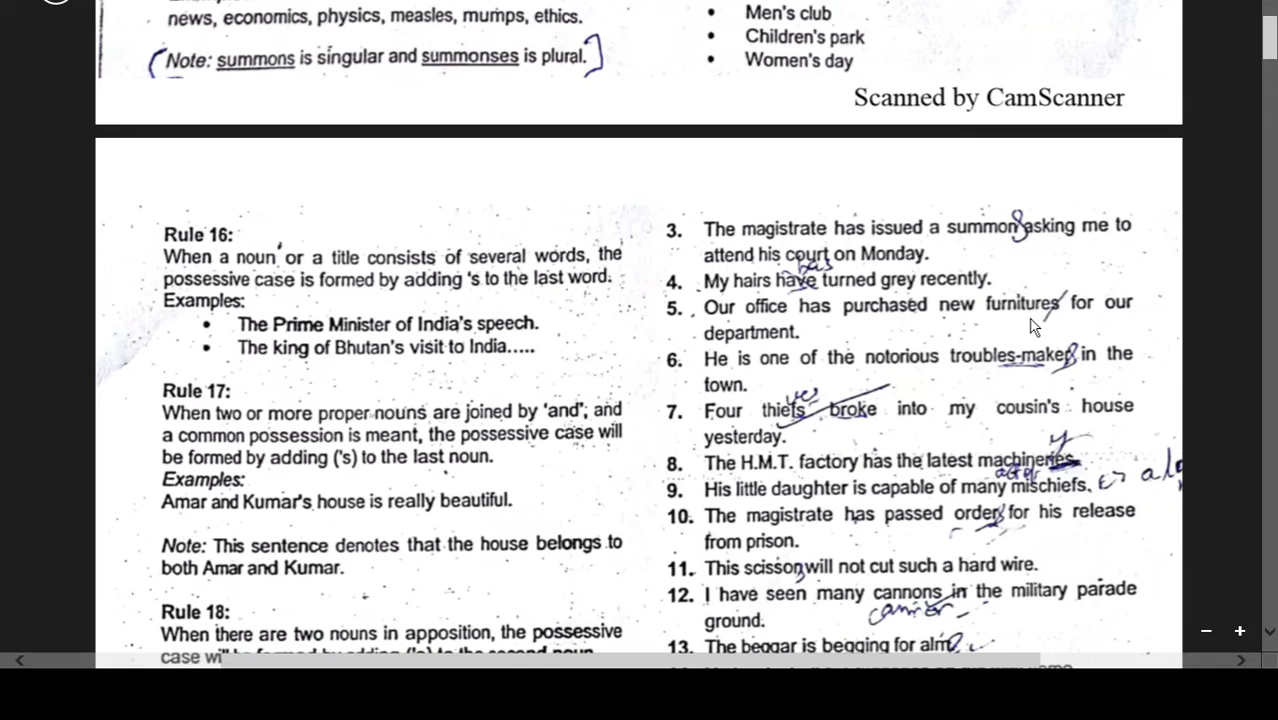 news, economics, physics, measles, mumps, ethics.
Note: summons is singular and summonses is plural.
• Men's club
• Children's park
• Women's day
Scanned by CamScanner
Rule 16:
When a noun or a title consists of several words, the
possessive case is formed by adding 's to the last word.
Examples:
• The Prime Minister of India's speech.
• The king of Bhutan's visit to India.....
Rule 17:
When two or more proper nouns are joined by 'and', and
a common possession is meant, the possessive case will
be formed by adding ('s) to the last noun.
Examples:
Amar and Kumar's house is really beautiful.
Note: This sentence denotes that the house belongs to
both Amar and Kumar.
Rule 18:
When there are two nouns in apposition, the possessive
3. The magistrate has issued a summon s asking me to
attend his court on Monday.
has
4. My hairs have turned grey recently.
5. Our office has purchased new furnitures for our
department.
6. He is one of the notorious troubles-makers in the
town.
ves
7. Four thiefs broke into my cousin's house
yesterday.
y
8. The H.M.T. factory has the latest machineries.
9. His little daughter is capable of many mischiefs.
10. The magistrate has passed orders for his release
from prison.
11. This scissor s will not cut such a hard wire.
12. I have seen many cannons in the military parade
ground.
13. The beggar is begging for alm